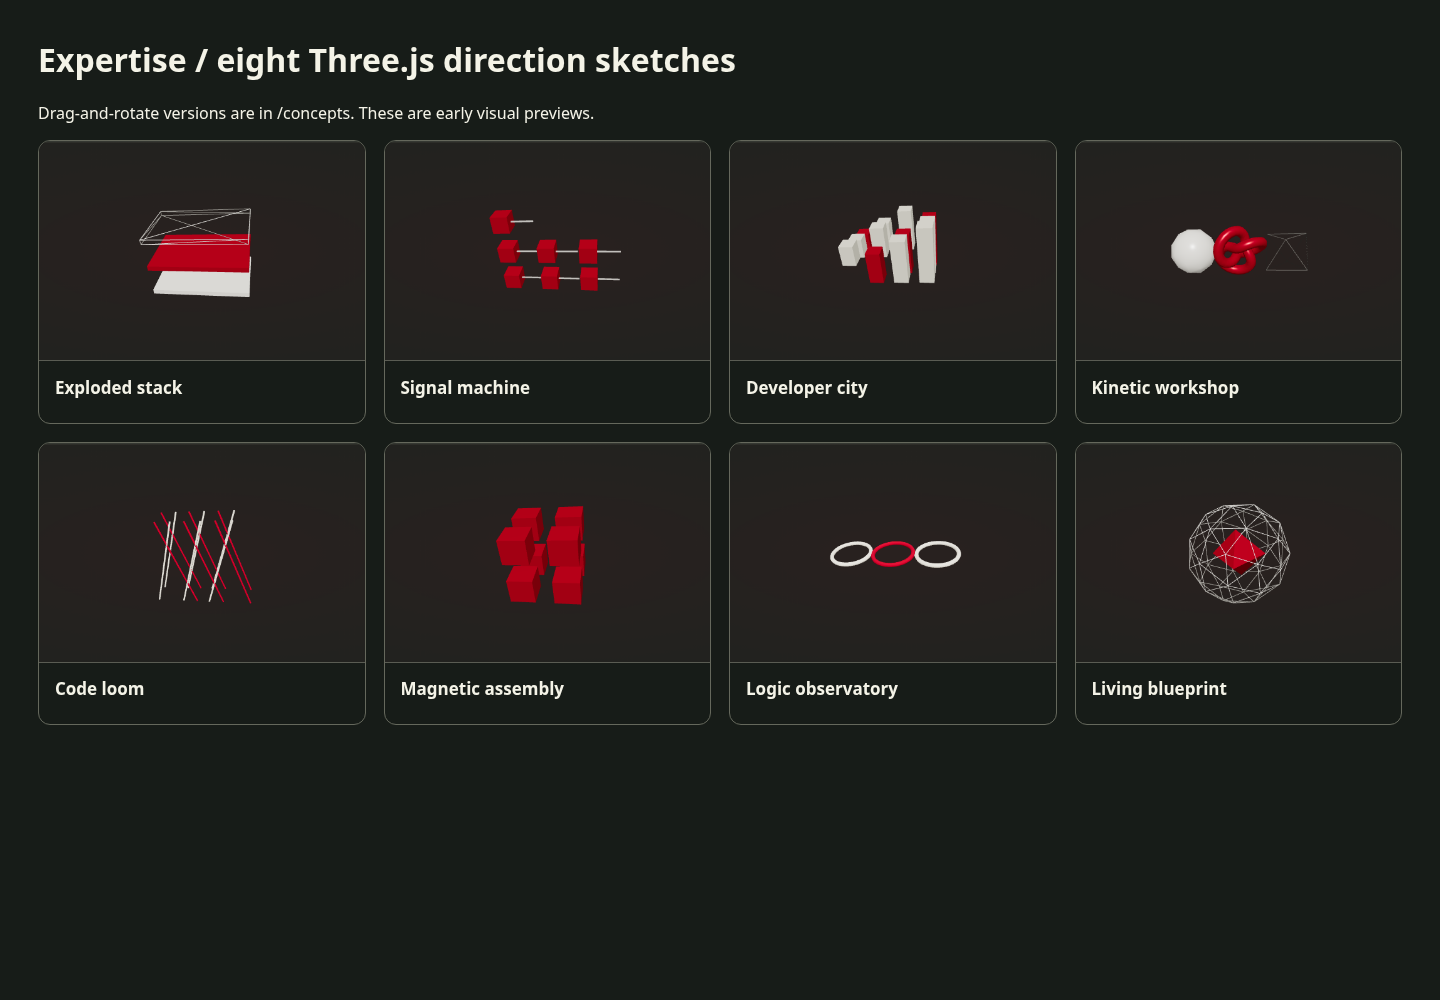 Expertise / eight Three.js direction sketches
Drag-and-rotate versions are in /concepts. These are early visual previews.
Exploded stack
Signal machine
Developer city
Kinetic workshop
Code loom
Magnetic assembly
Logic observatory
Living blueprint